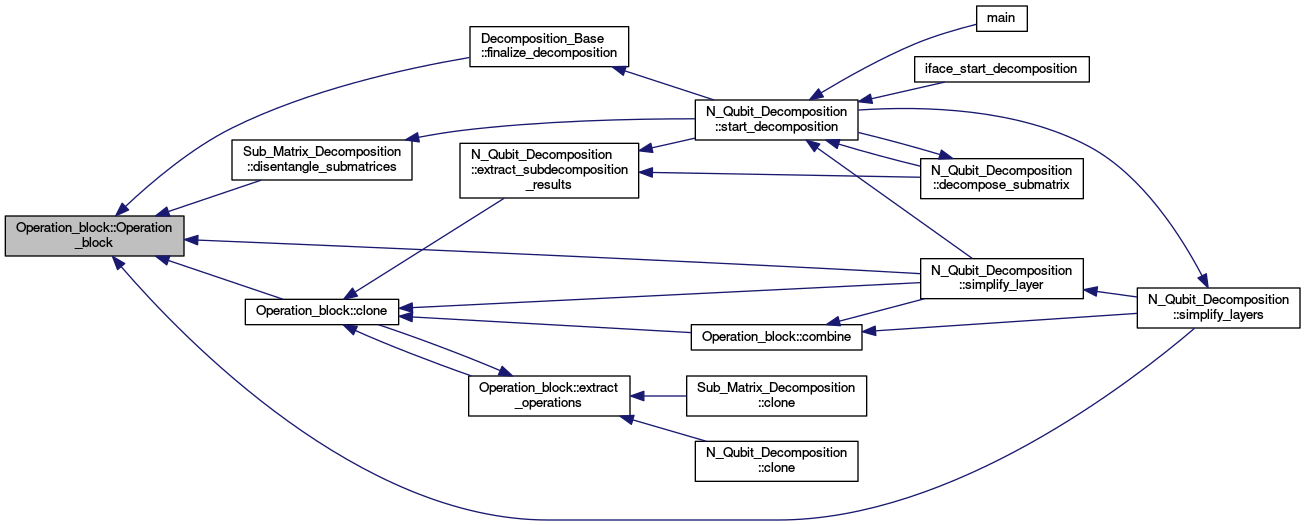 main
Decomposition_Base
::finalize_decomposition
iface_start_decomposition
N_Qubit_Decomposition
::start_decomposition
Sub_Matrix_Decomposition
::disentangle_submatrices
N_Qubit_Decomposition
::extract_subdecomposition
_results
N_Qubit_Decomposition
::decompose_submatrix
Operation_block::Operation
_block
N_Qubit_Decomposition
::simplify_layer
Operation_block::clone
N_Qubit_Decomposition
::simplify_layers
Operation_block::combine
Operation_block::extract
_operations
Sub_Matrix_Decomposition
::clone
N_Qubit_Decomposition
::clone